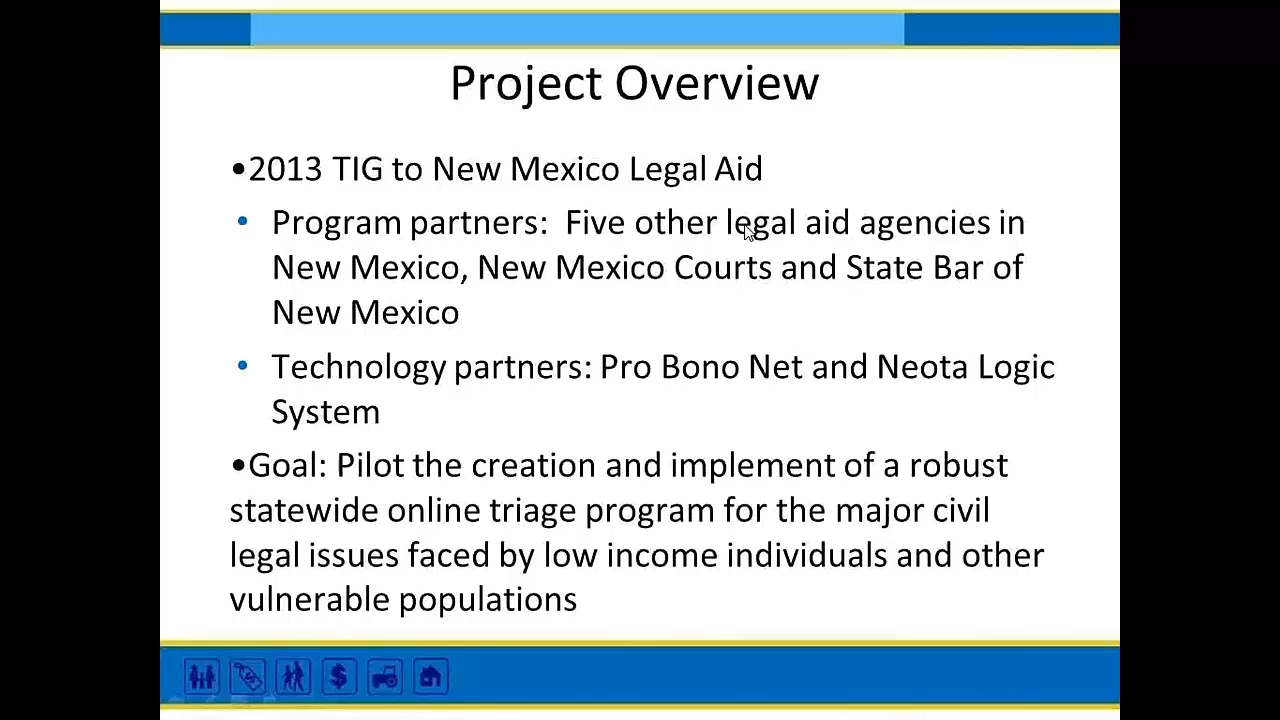 Project Overview
•2013 TIG to New Mexico Legal Aid
• Program partners:  Five other legal aid agencies in
New Mexico, New Mexico Courts and State Bar of
New Mexico
• Technology partners: Pro Bono Net and Neota Logic
System
•Goal: Pilot the creation and implement of a robust
statewide online triage program for the major civil
legal issues faced by low income individuals and other
vulnerable populations
$